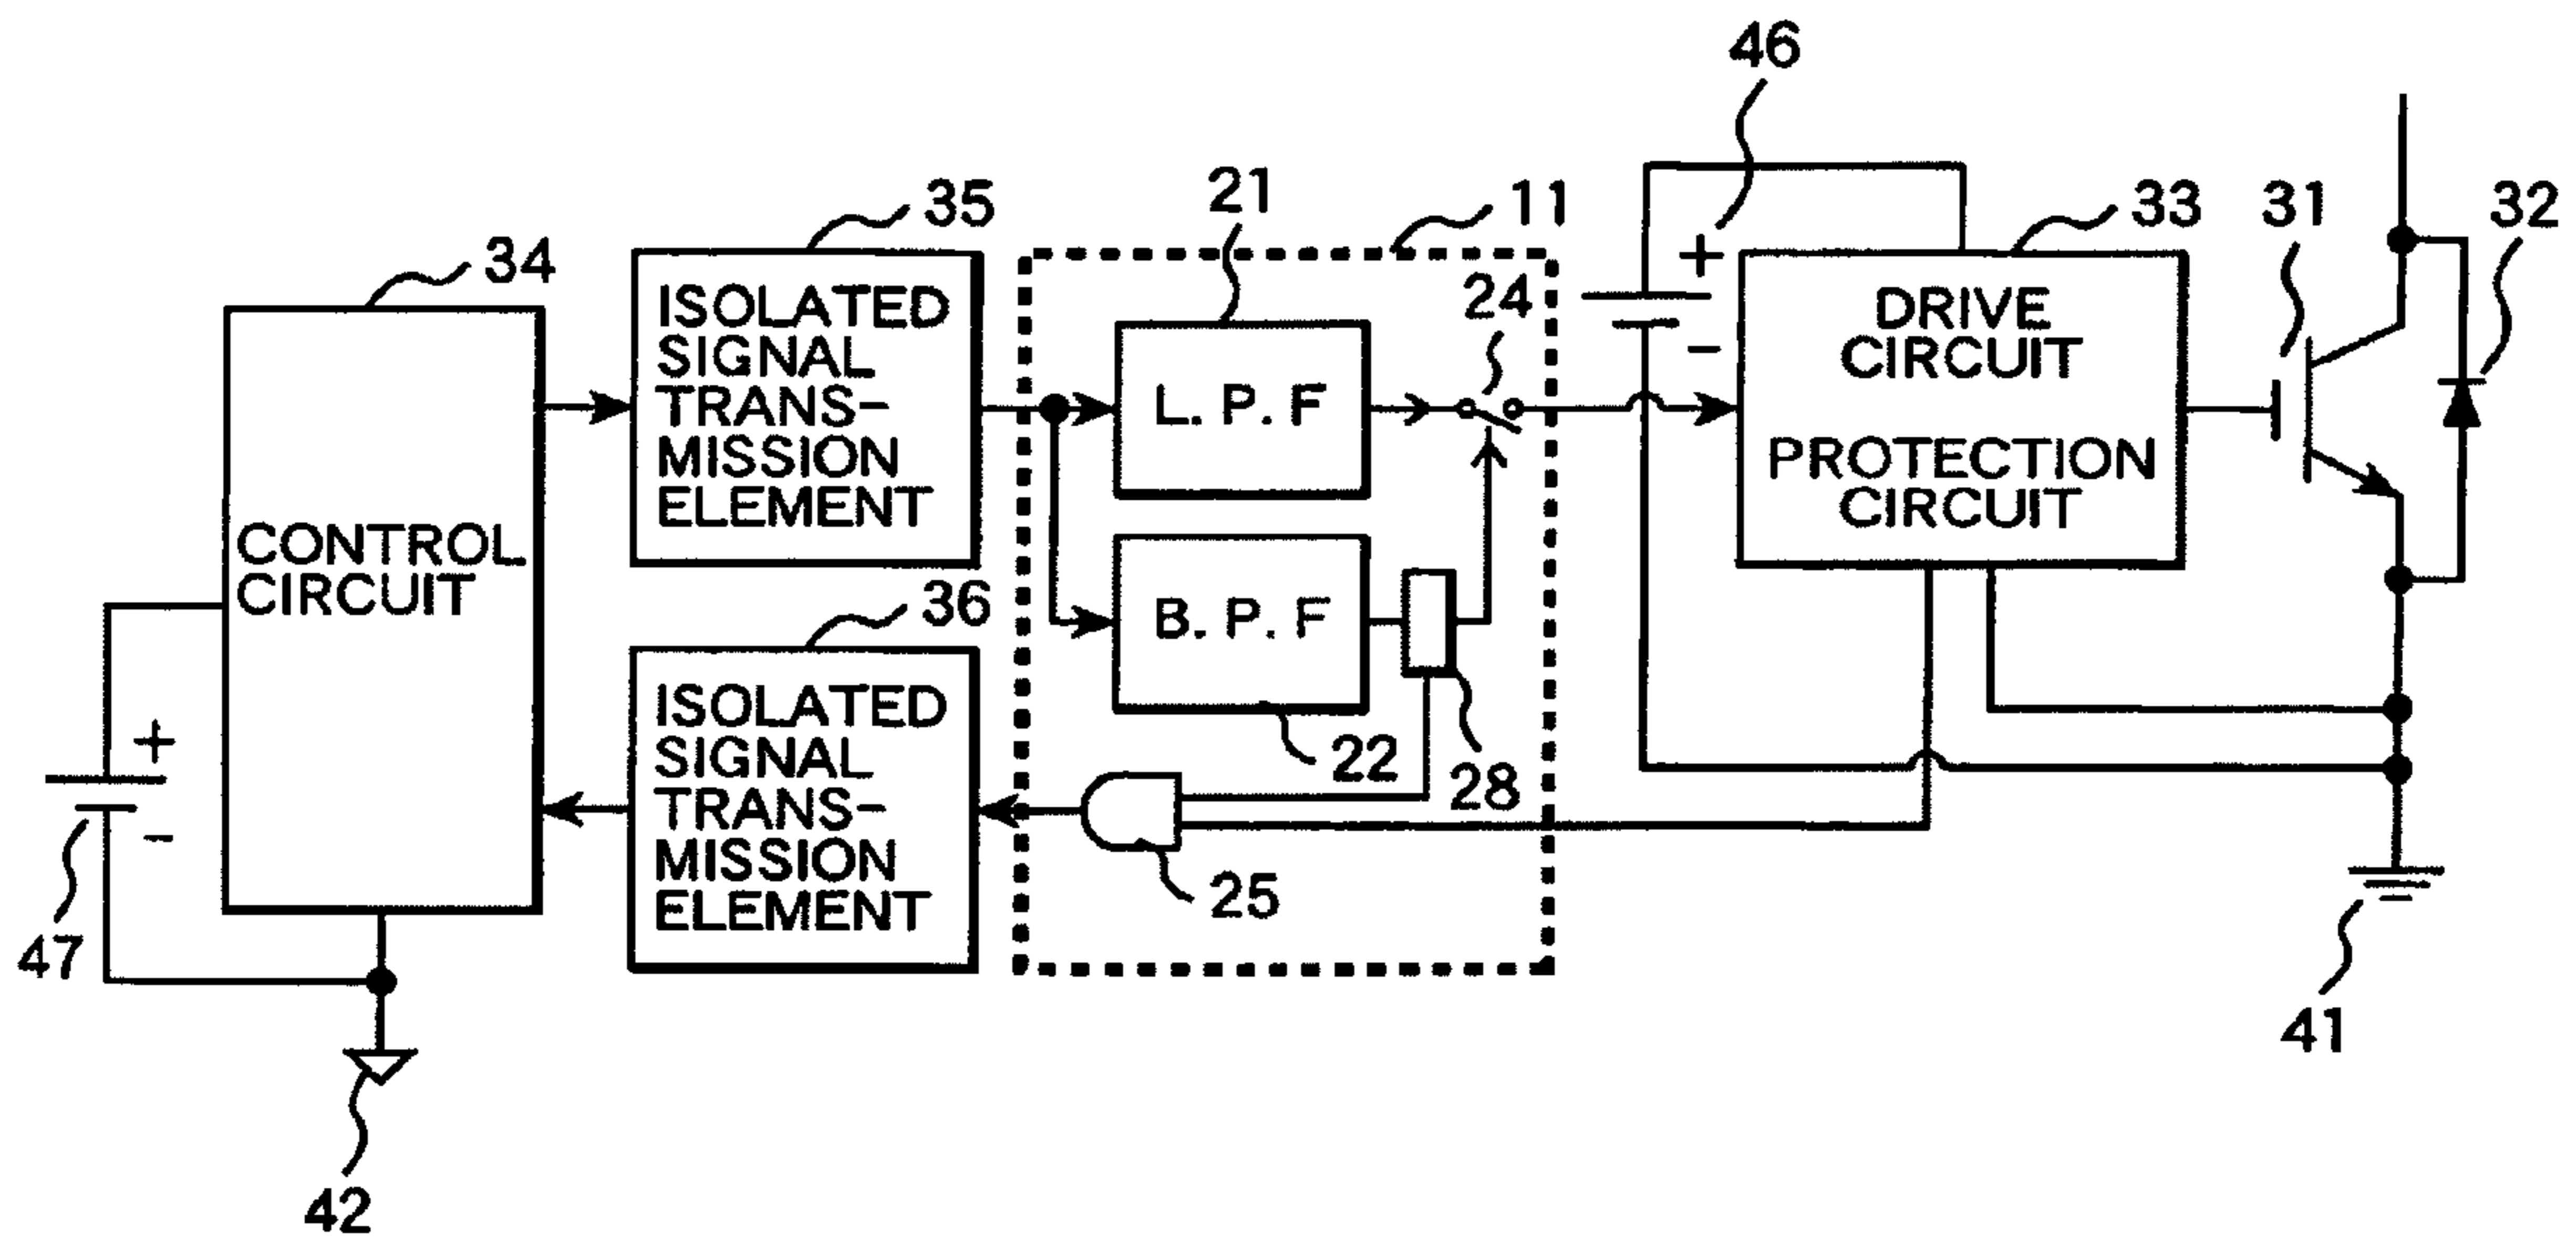 46
35
21
11
33
31
32
34
24
ISOLATED
SIGNAL
TRANS-
MISSION
ELEMENT
L. P. F
+
-
DRIVE
CIRCUIT
PROTECTION
CIRCUIT
CONTROL
CIRCUIT
36
B. P. F
ISOLATED
SIGNAL
TRANS-
MISSION
ELEMENT
22
28
25
+
-
47
41
42